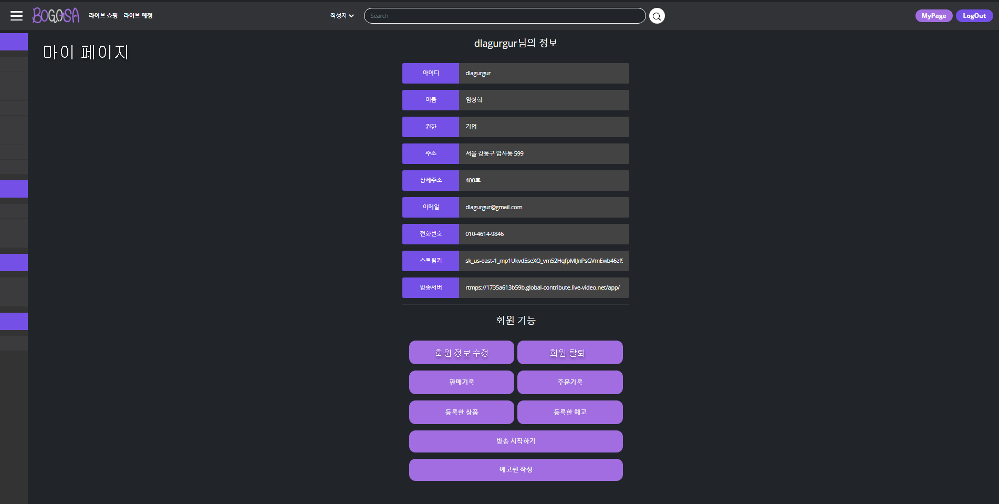 BOGOSA 라이브 쇼핑 라이브 예정 작성자 Search MyPage LogOut
마이 페이지
dlagurgur님의 정보
아이디 dlagurgur
이름 임상혁
권한 기업
주소 서울 강동구 암사동 599
상세주소 400호
이메일 dlagurgur@gmail.com
전화번호 010-4614-9846
스트림키 sk_us-east-1_mp1Ukvd5seXO_vm52HqfpMIJnPsGVmEwb46zf9
방송서버 rtmps://1735a613b59b.global-contribute.live-video.net/app/
회원 기능
회원 정보 수정 회원 탈퇴
판매기록 주문기록
등록한 상품 등록한 예고
방송 시작하기
예고편 작성